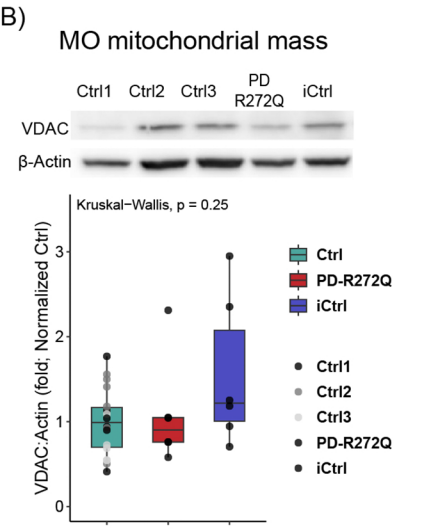 B)
MO mitochondrial mass
Ctrl1 Ctrl2 Ctrl3 PD R272Q iCtrl
VDAC
β-Actin
Kruskal−Wallis, p = 0.25
VDAC:Actin (fold; Normalized Ctrl)
3
2
1
0
Ctrl
PD-R272Q
iCtrl
Ctrl1
Ctrl2
Ctrl3
PD-R272Q
iCtrl